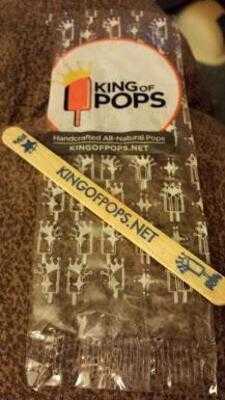 KING OF
POPS
Handcrafted All-Natural Pops
KINGOFPOPS.NET
KINGOFPOPS.NET